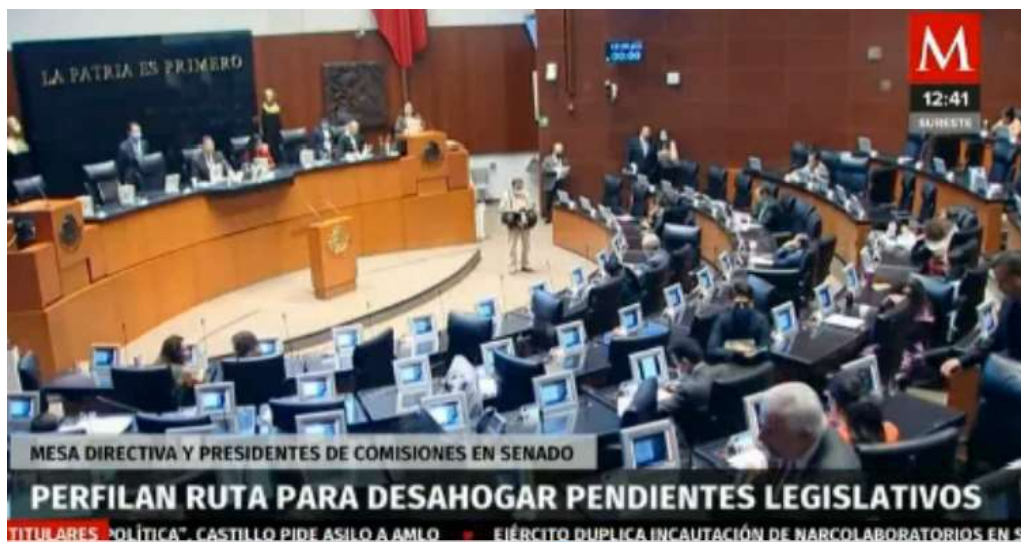 LA PATRIA ES PRIMERO
M
12:41
SURESTE
MESA DIRECTIVA Y PRESIDENTES DE COMISIONES EN SENADO
PERFILAN RUTA PARA DESAHOGAR PENDIENTES LEGISLATIVOS
TITULARES POLÍTICA". CASTILLO PIDE ASILO A AMLO EJÉRCITO DUPLICA INCAUTACIÓN DE NARCOLABORATORIOS EN S